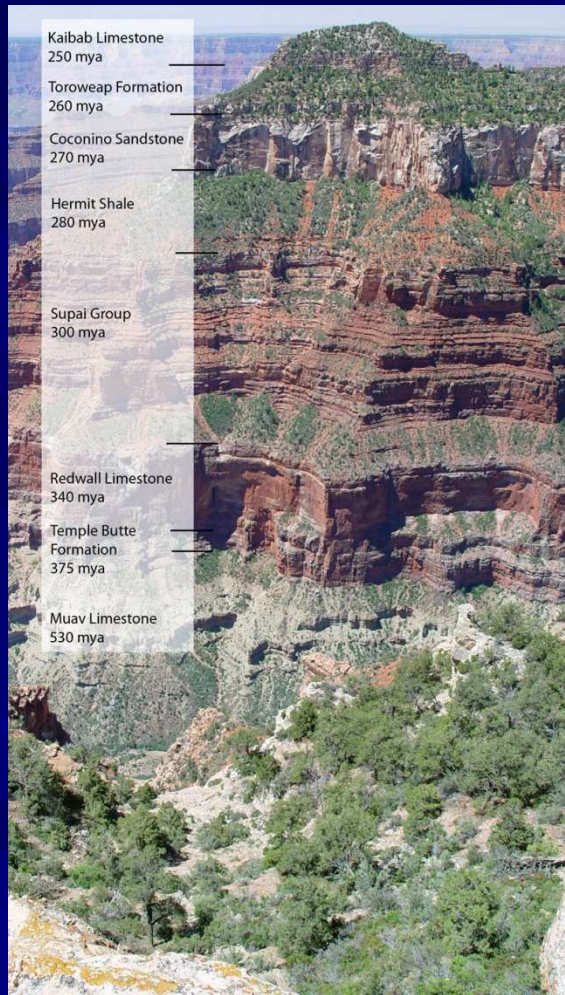 Kaibab Limestone
250 mya
Toroweap Formation
260 mya
Coconino Sandstone
270 mya
Hermit Shale
280 mya
Supai Group
300 mya
Redwall Limestone
340 mya
Temple Butte
Formation
375 mya
Muav Limestone
530 mya